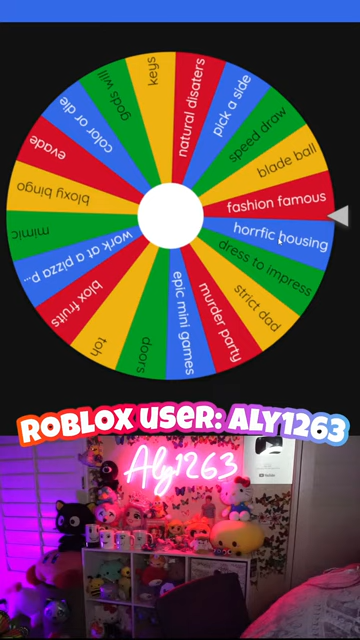 keys
natural disaters
pick a side
speed draw
blade ball
fashion famous
horrfic housing
dress to impress
strict dad
murder party
epic mini games
doors
toh
blox fruits
work at a pizza p...
mimic
bloxy bingo
evade
color or die
gods will
ROBLOX USER: ALY1263
Aly1263